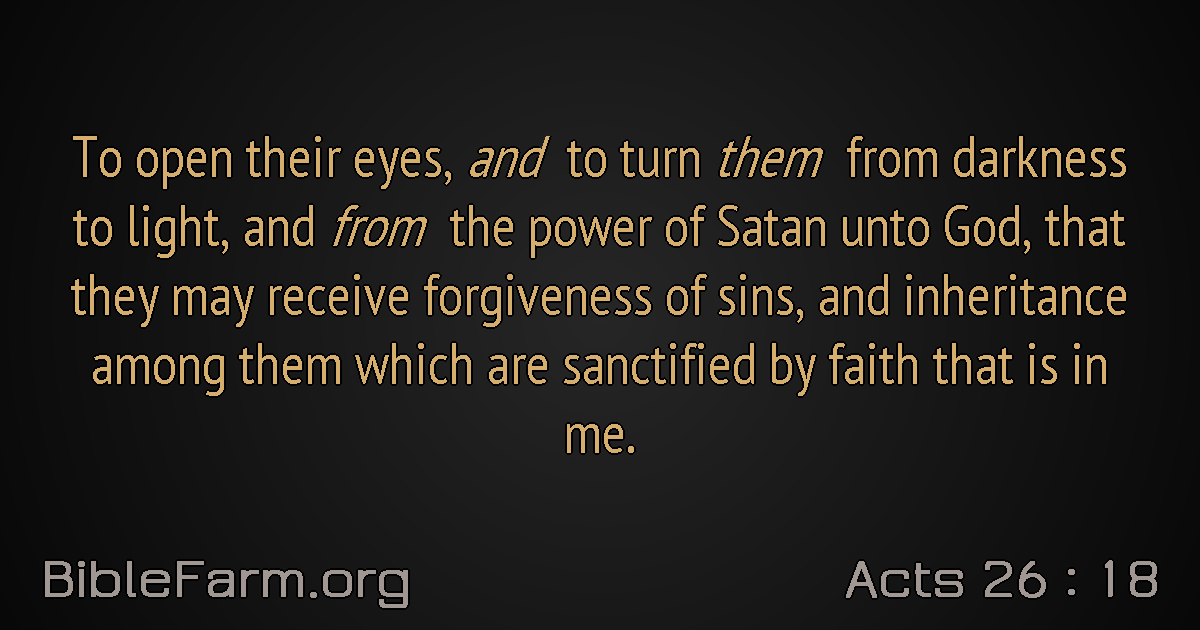 To open their eyes, and to turn them from darkness
to light, and from the power of Satan unto God, that
they may receive forgiveness of sins, and inheritance
among them which are sanctified by faith that is in
me.
BibleFarm.org
Acts 26 : 18